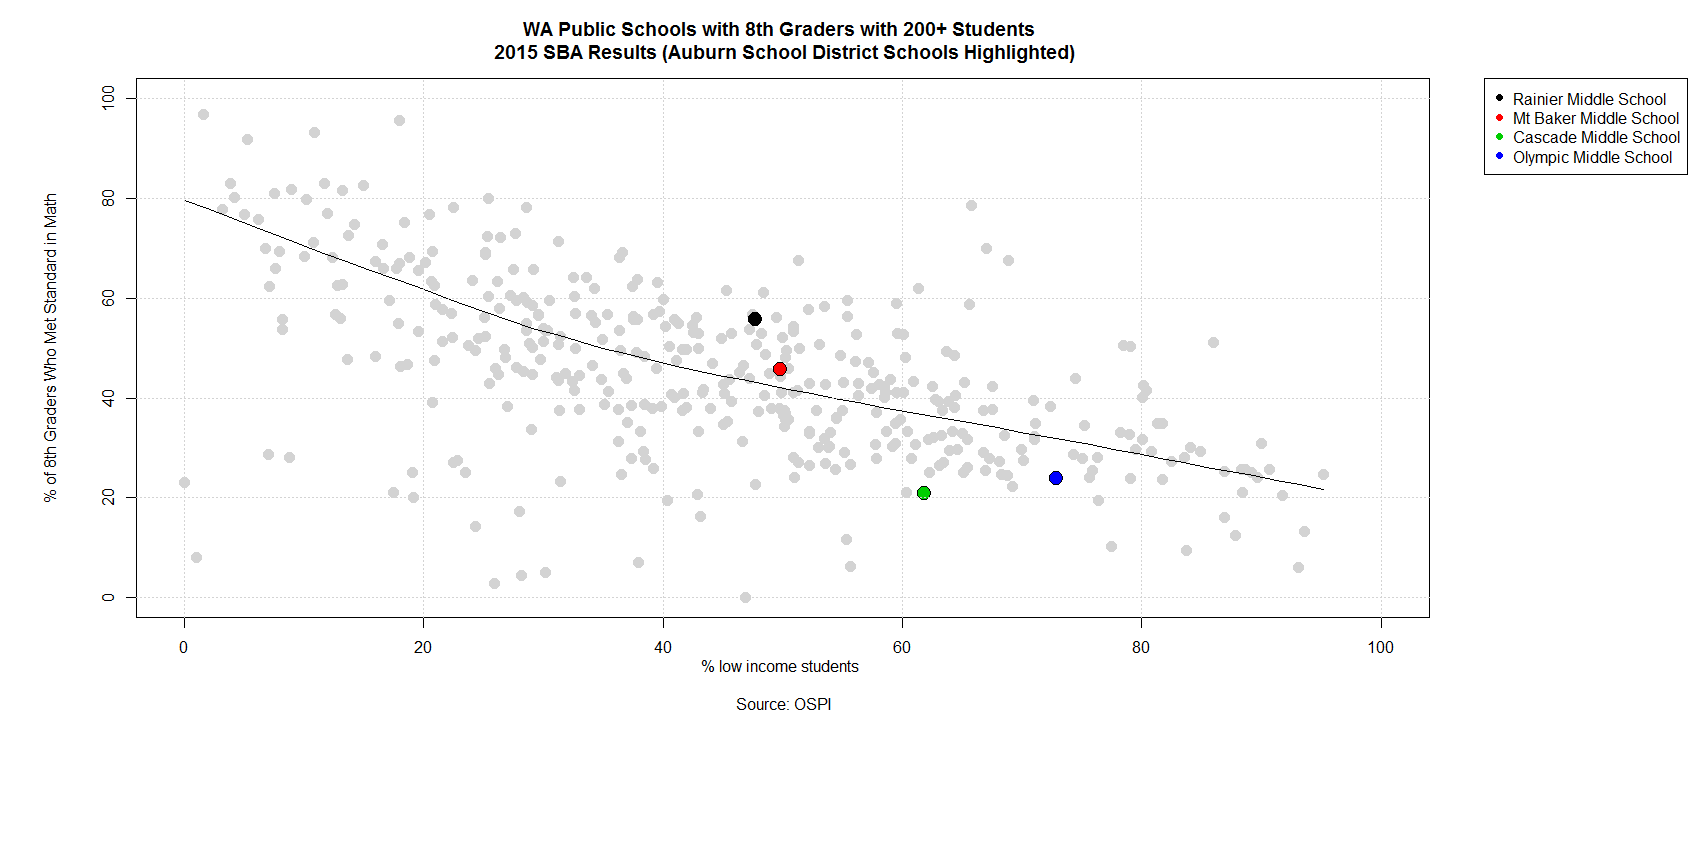 WA Public Schools with 8th Graders with 200+ Students
2015 SBA Results (Auburn School District Schools Highlighted)
Rainier Middle School
Mt Baker Middle School
Cascade Middle School
Olympic Middle School
% of 8th Graders Who Met Standard in Math
100
80
60
40
20
0
0 20 40 60 80 100
% low income students
Source: OSPI